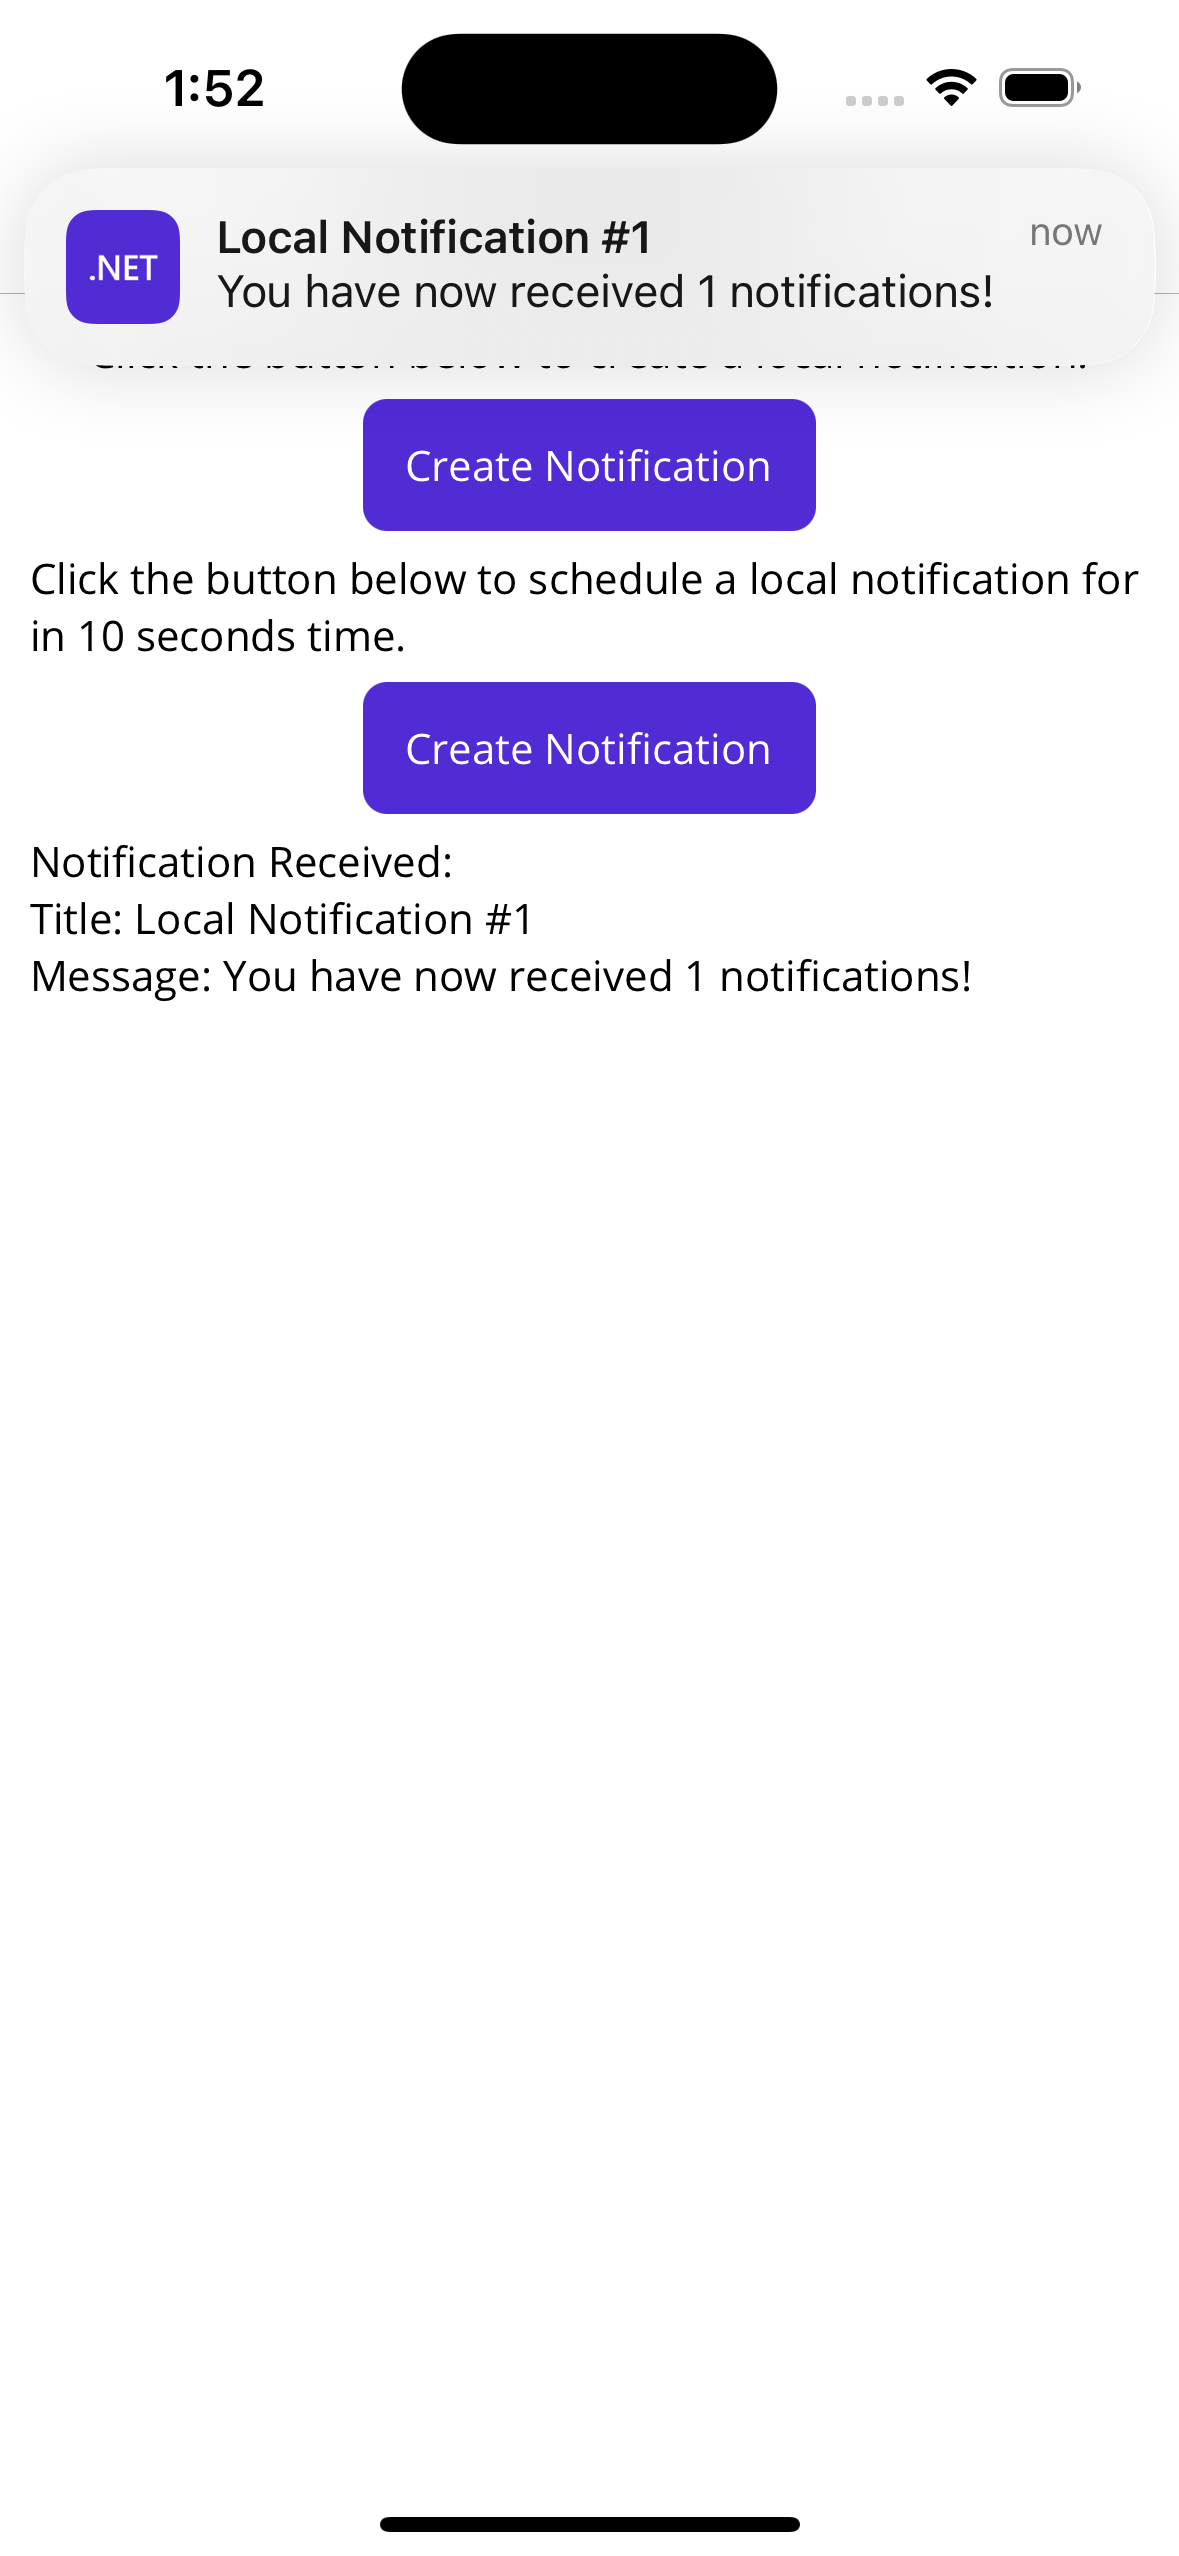 1:52
.NET
Local Notification #1
now
You have now received 1 notifications!
Create Notification
Click the button below to schedule a local notification for
in 10 seconds time.
Create Notification
Notification Received:
Title: Local Notification #1
Message: You have now received 1 notifications!